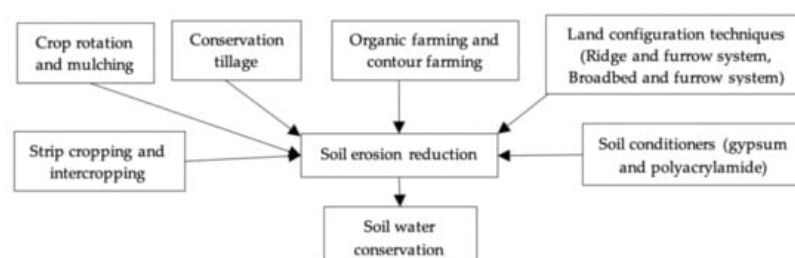 Crop rotation
and mulching
Conservation
tillage
Organic farming and
contour farming
Land configuration techniques
(Ridge and furrow system,
Broadbed and furrow system)
Strip cropping and
intercropping
Soil erosion reduction
Soil conditioners (gypsum
and polyacrylamide)
Soil water
conservation